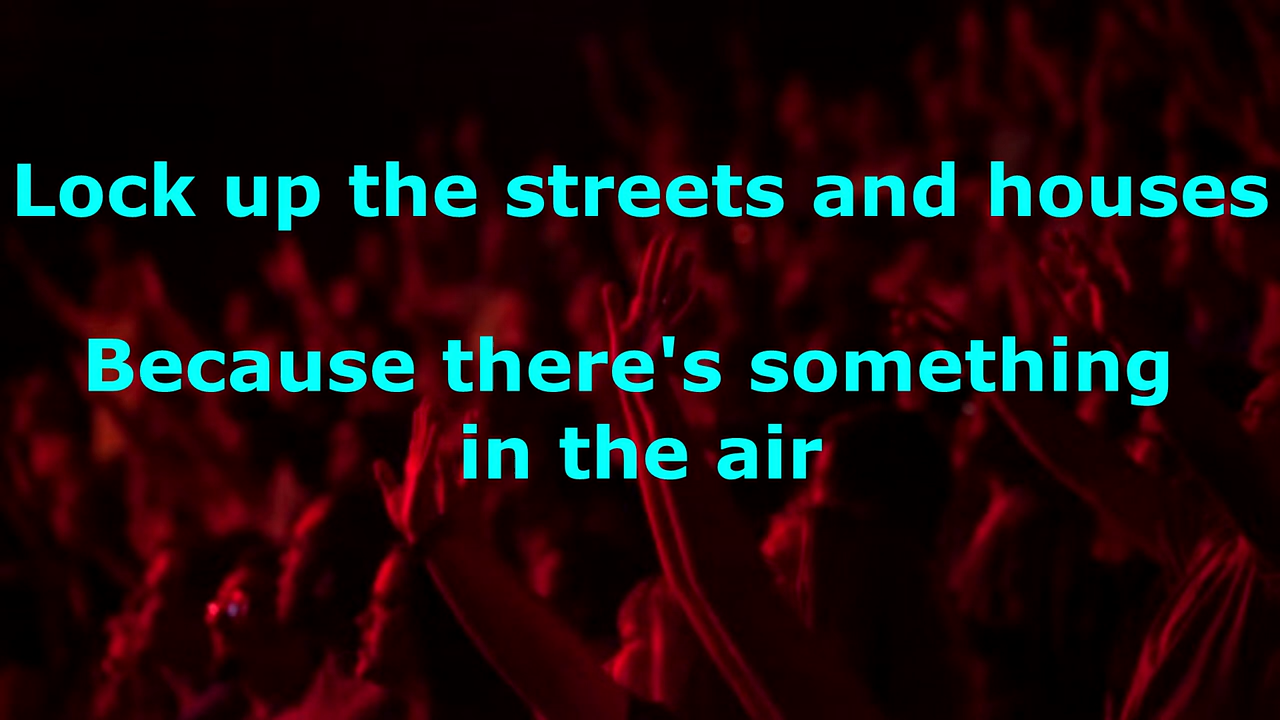 Lock up the streets and houses
Because there's something
in the air